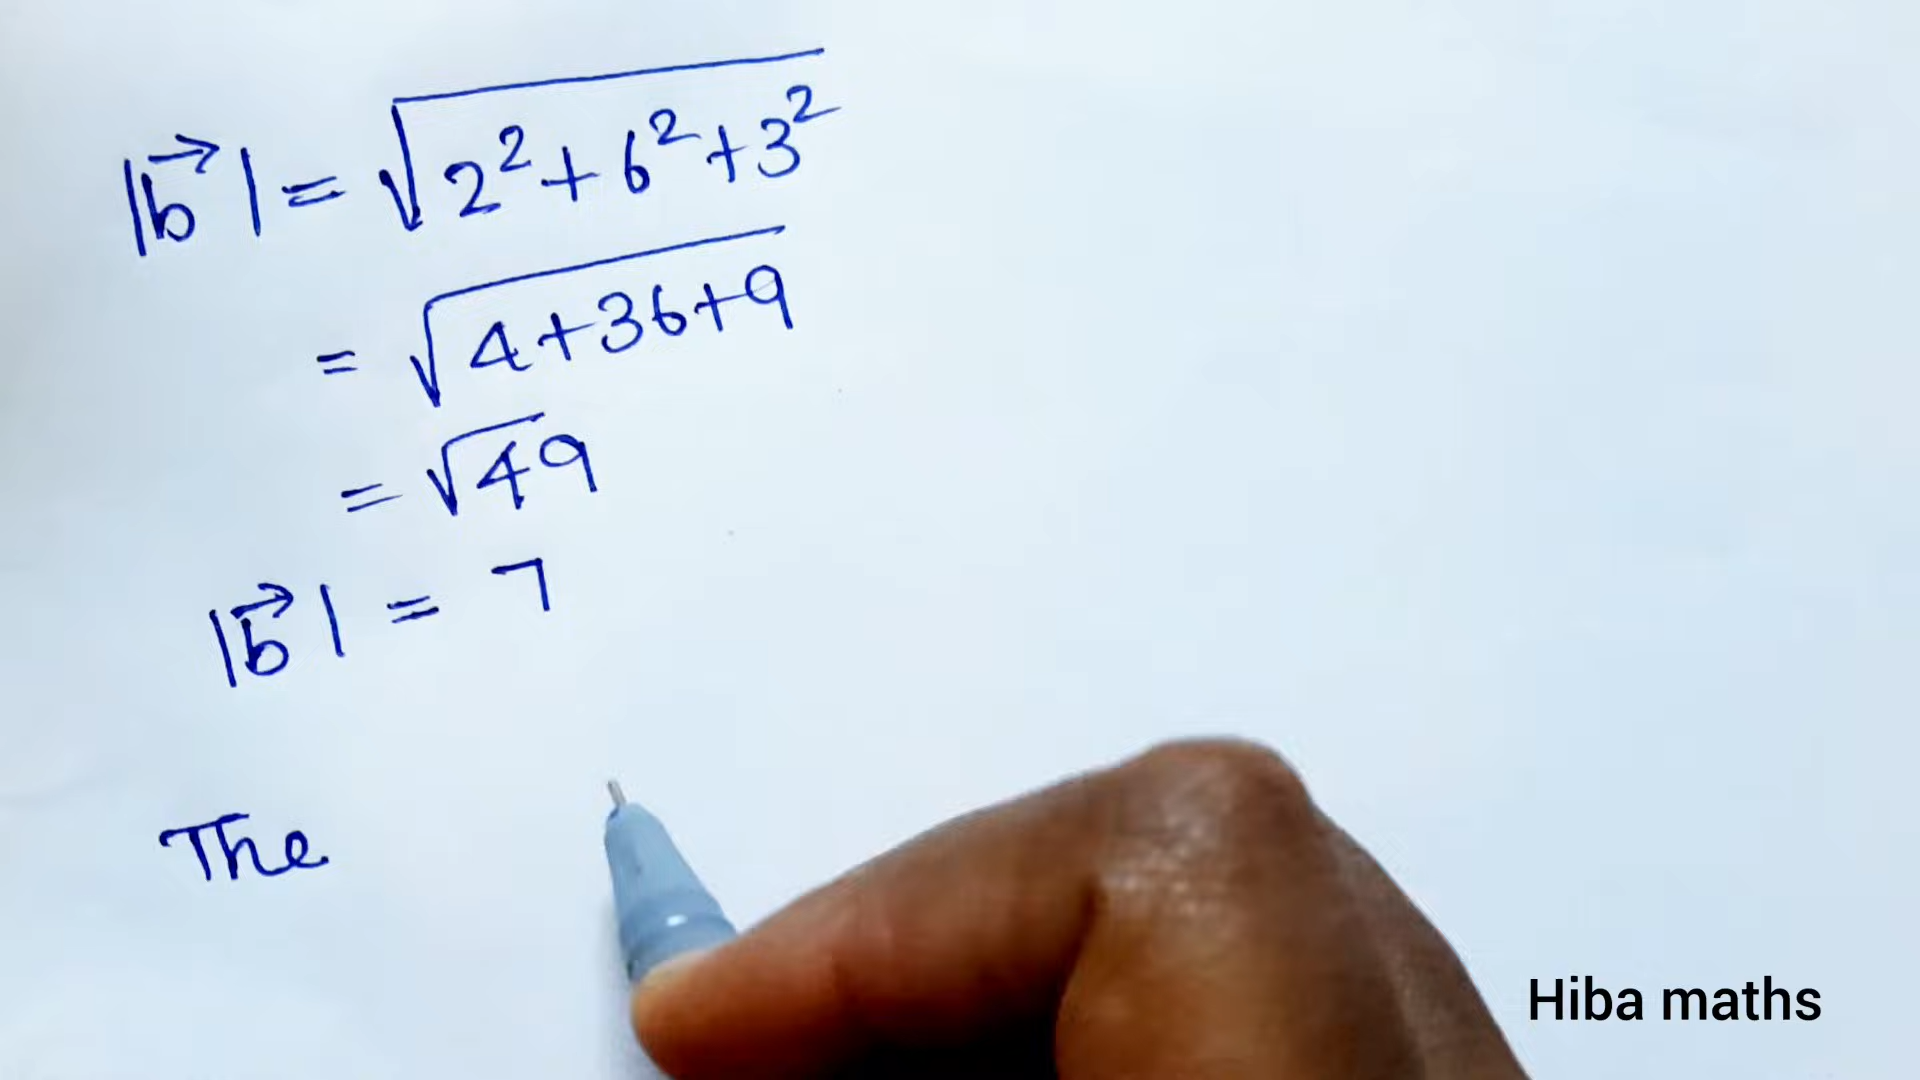 |b→| = √2²+6²+3²
= √4+36+9
= √49
|b→| = 7
The
Hiba maths